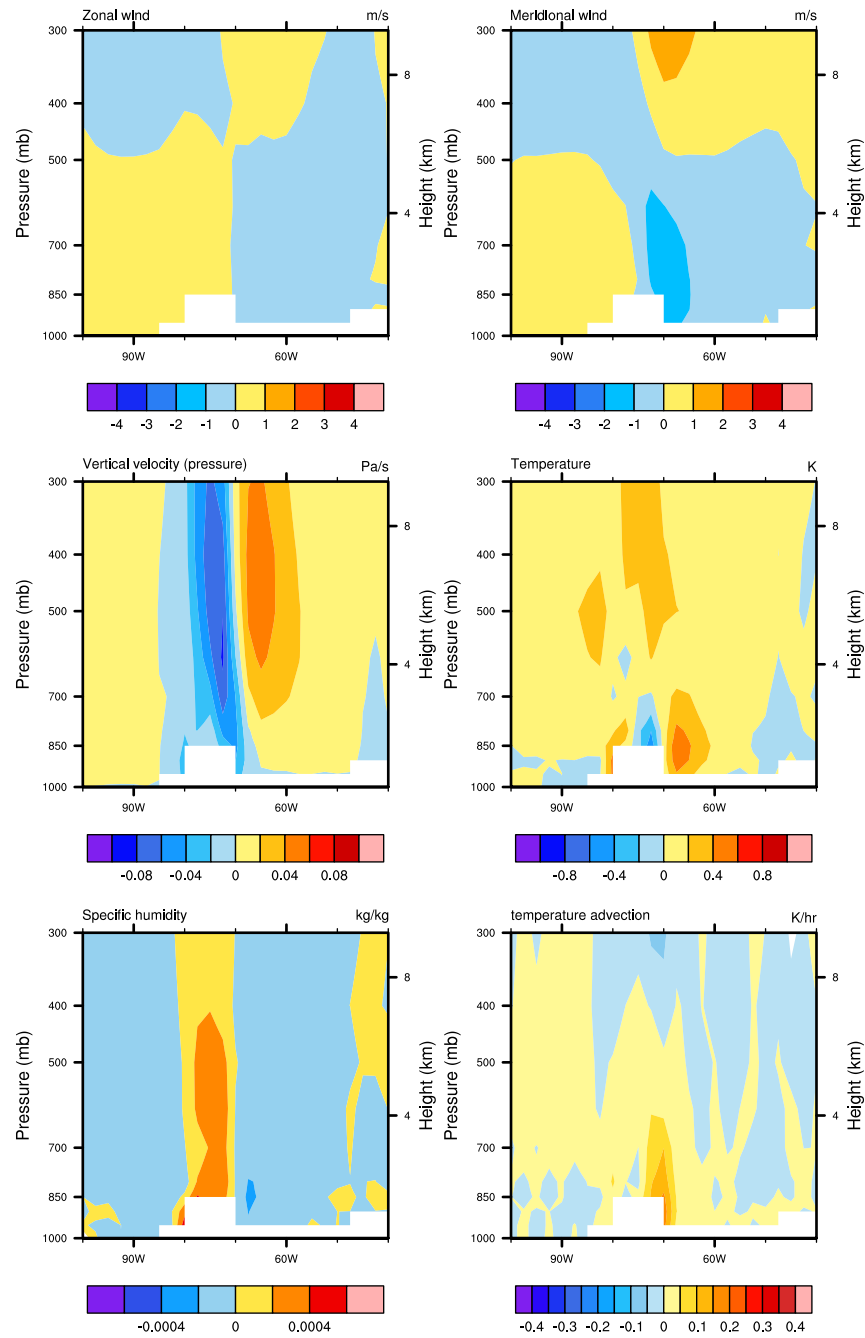 Zonal wind m/s
Meridional wind m/s
300
400
500
700
850
1000
Pressure (mb)
8
4
Height (km)
90W 60W
-4 -3 -2 -1 0 1 2 3 4
300
400
500
700
850
1000
Pressure (mb)
8
4
Height (km)
90W 60W
-4 -3 -2 -1 0 1 2 3 4
Vertical velocity (pressure) Pa/s
Temperature K
300
400
500
700
850
1000
Pressure (mb)
8
4
Height (km)
90W 60W
-0.08 -0.04 0 0.04 0.08
300
400
500
700
850
1000
Pressure (mb)
8
4
Height (km)
90W 60W
-0.8 -0.4 0 0.4 0.8
Specific humidity kg/kg
temperature advection K/hr
300
400
500
700
850
1000
Pressure (mb)
8
4
Height (km)
90W 60W
-0.0004 0 0.0004
300
400
500
700
850
1000
Pressure (mb)
8
4
Height (km)
90W 60W
-0.4 -0.3 -0.2 -0.1 0 0.1 0.2 0.3 0.4